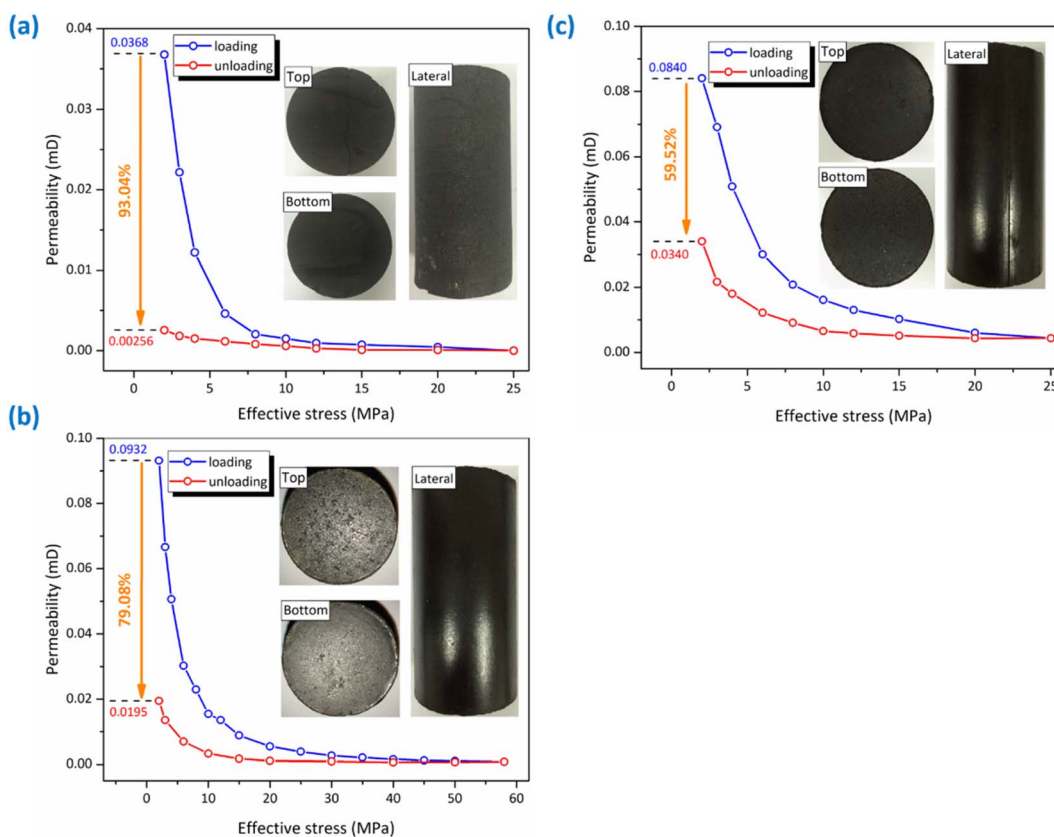 (a)
0.04
0.03
0.02
0.01
0.00
Permeability (mD)
0.0368
93.04%
0.00256
loading
unloading
Top
Bottom
Lateral
0 5 10 15 20 25
Effective stress (MPa)
(c)
0.10
0.08
0.06
0.04
0.02
0.00
Permeability (mD)
0.0840
59.52%
0.0340
loading
unloading
Top
Bottom
Lateral
0 5 10 15 20 25
Effective stress (MPa)
(b)
0.10
0.08
0.06
0.04
0.02
0.00
Permeability (mD)
0.0932
79.08%
0.0195
loading
unloading
Top
Bottom
Lateral
0 10 20 30 40 50 60
Effective stress (MPa)